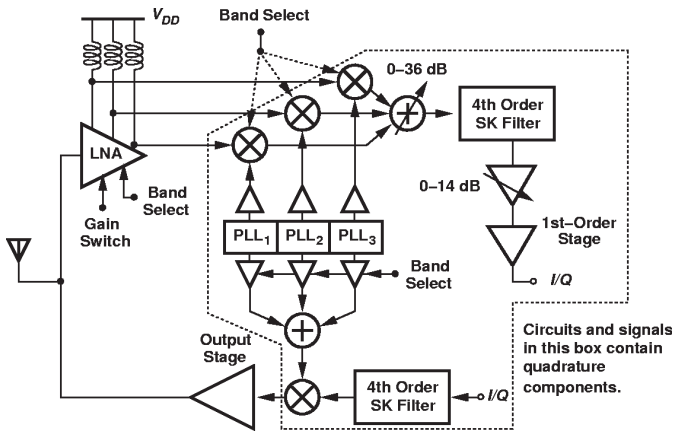 V_DD
Band Select
0–36 dB
4th Order
SK Filter
LNA
0–14 dB
Band
Select
Gain
Switch
1st–Order
Stage
PLL₁ PLL₂ PLL₃
I/Q
Band
Select
Output
Stage
Circuits and signals
in this box contain
quadrature
components.
4th Order
SK Filter
I/Q